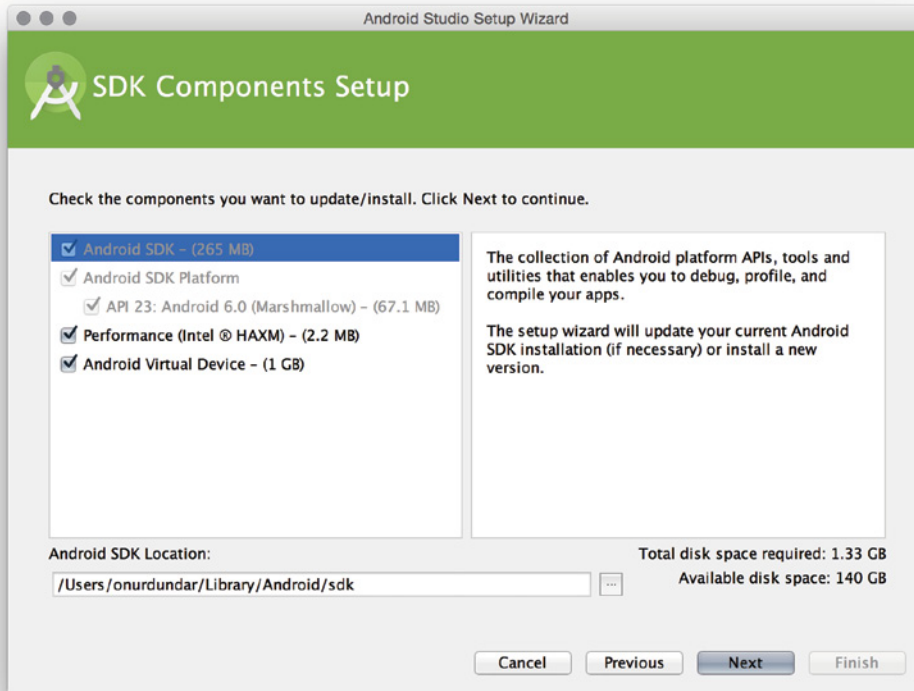 Android Studio Setup Wizard
SDK Components Setup
Check the components you want to update/install. Click Next to continue.
Android SDK – (265 MB)
Android SDK Platform
API 23: Android 6.0 (Marshmallow) – (67.1 MB)
Performance (Intel ® HAXM) – (2.2 MB)
Android Virtual Device – (1 GB)
The collection of Android platform APIs, tools and
utilities that enables you to debug, profile, and
compile your apps.
The setup wizard will update your current Android
SDK installation (if necessary) or install a new
version.
Android SDK Location:
/Users/onurdundar/Library/Android/sdk
...
Total disk space required: 1.33 GB
Available disk space: 140 GB
Cancel
Previous
Next
Finish